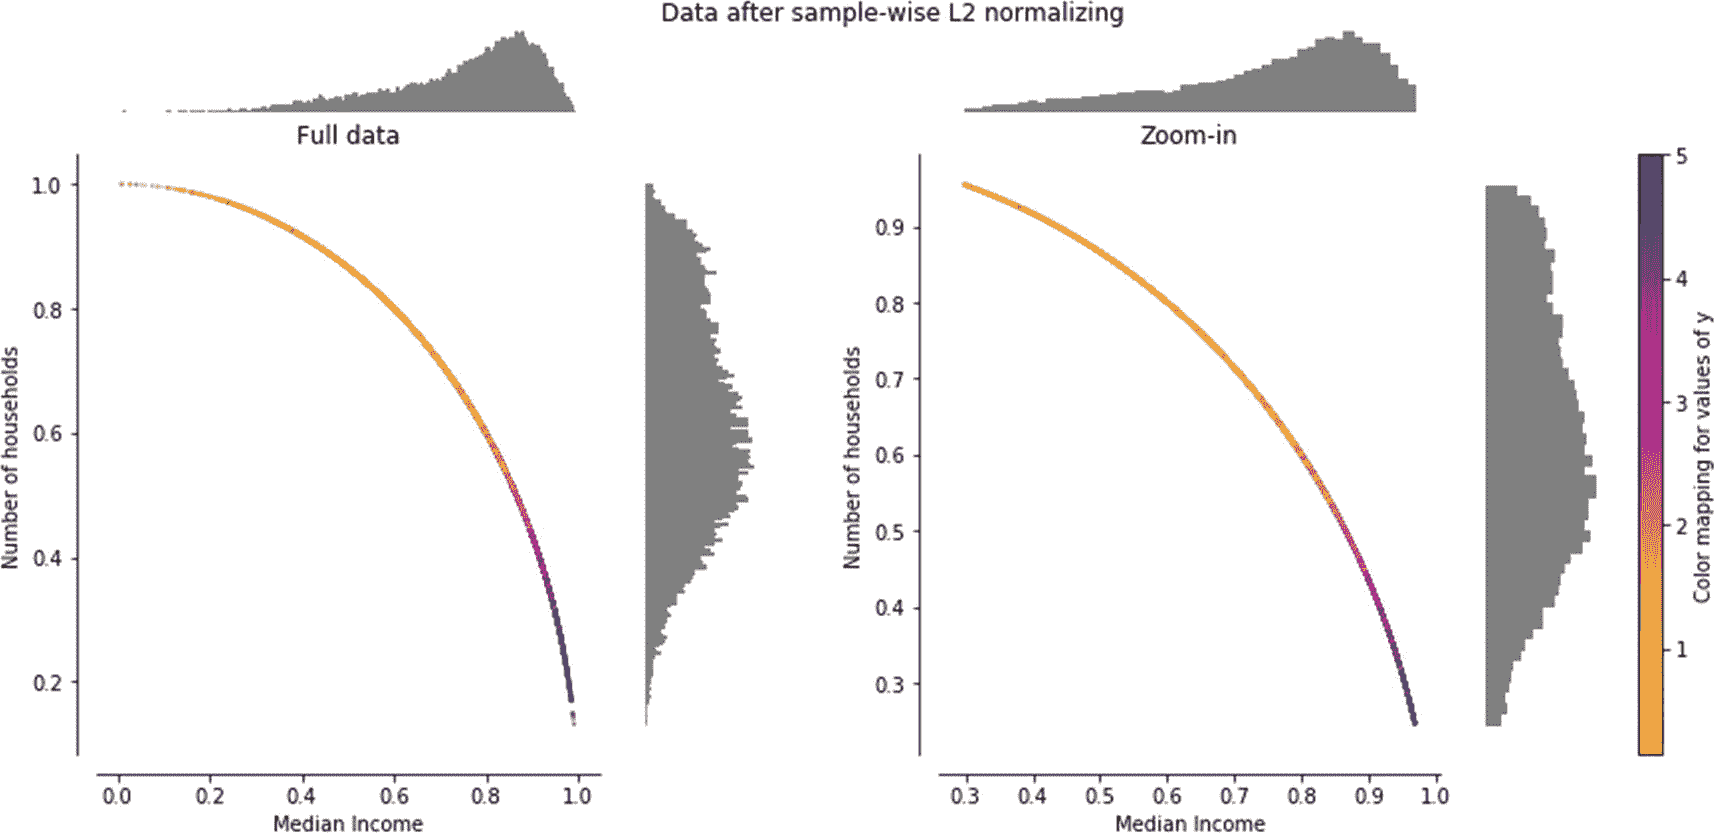 Data after sample-wise L2 normalizing
Full data
Number of households
1.0
0.8
0.6
0.4
0.2
0.0 0.2 0.4 0.6 0.8 1.0
Median Income
Zoom-in
Number of households
0.9
0.8
0.7
0.6
0.5
0.4
0.3
0.3 0.4 0.5 0.6 0.7 0.8 0.9 1.0
Median Income
5
4
3
2
1
Color mapping for values of y